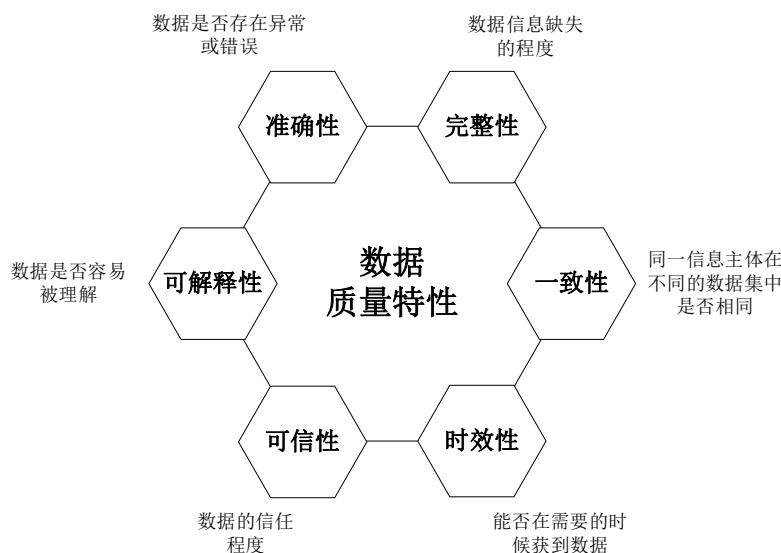 数据是否存在异常
或错误
数据信息缺失
的程度
准确性
完整性
数据是否容易
被理解
可解释性
数据
质量特性
一致性
同一信息主体在
不同的数据集中
是否相同
可信性
时效性
数据的信任
程度
能否在需要的时
候获到数据